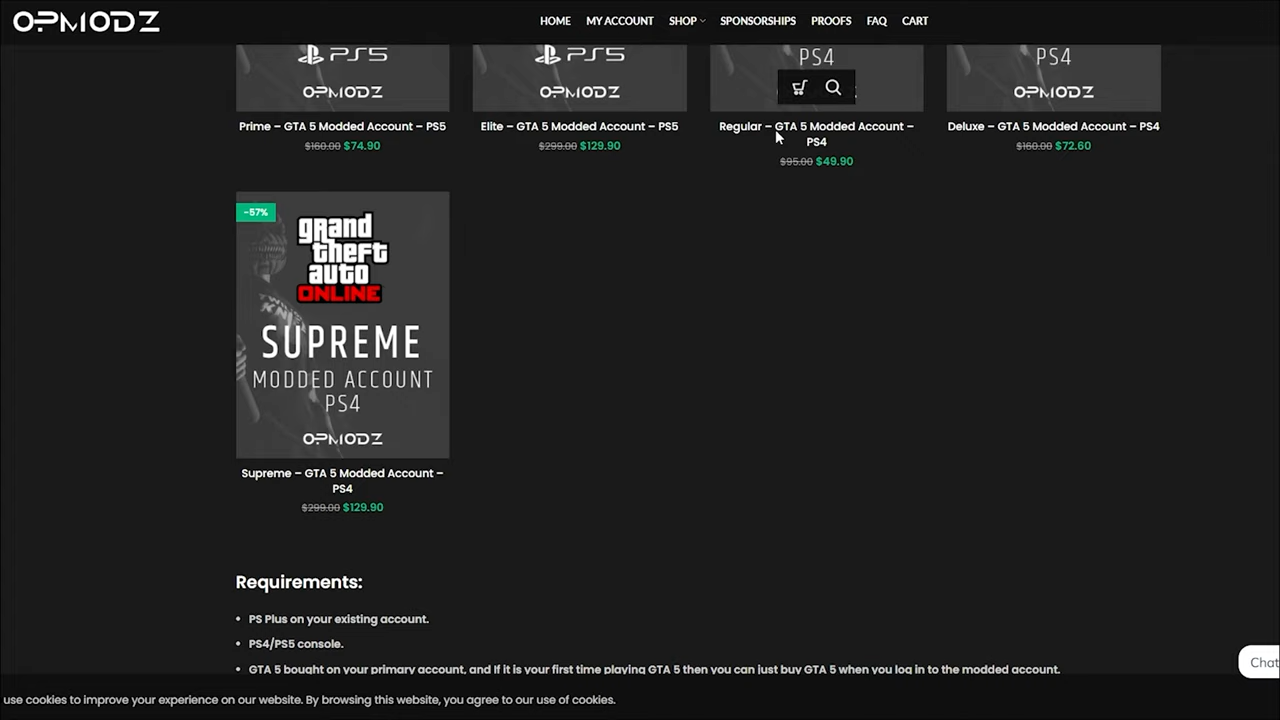 OPMODZ
HOME MY ACCOUNT SHOP SPONSORSHIPS PROOFS FAQ CART
PS5 PS5 PS4 PS4
OPMODZ OPMODZ OPMODZ
Prime – GTA 5 Modded Account – PS5
$160.00 $74.90
Elite – GTA 5 Modded Account – PS5
$299.00 $129.90
Regular – GTA 5 Modded Account –
PS4
$95.00 $49.90
Deluxe – GTA 5 Modded Account – PS4
$160.00 $72.60
-57%
grand
theft
auto
ONLINE
SUPREME
MODDED ACCOUNT
PS4
OPMODZ
Supreme – GTA 5 Modded Account –
PS4
$299.00 $129.90
Requirements:
• PS Plus on your existing account.
• PS4/PS5 console.
• GTA 5 bought on your primary account, and If it is your first time playing GTA 5 then you can just buy GTA 5 when you log in to the modded account.
Chat
use cookies to improve your experience on our website. By browsing this website, you agree to our use of cookies.